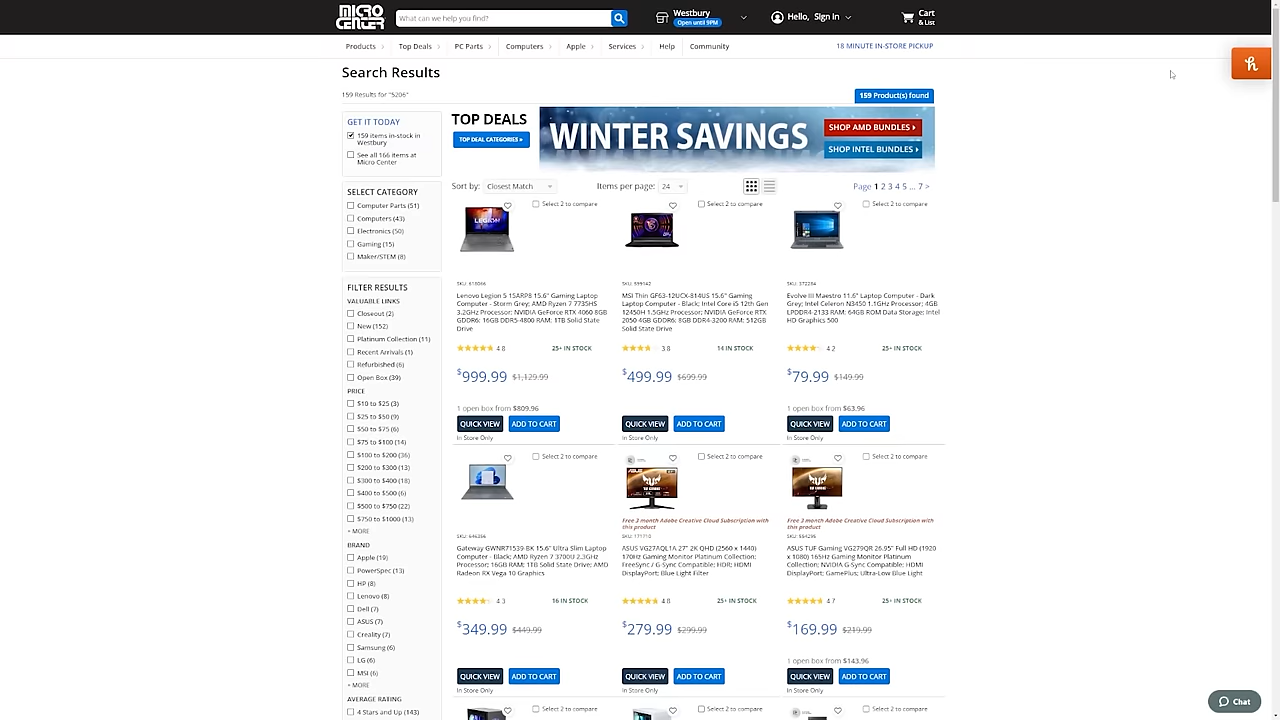 MICRO CENTER
What can we help you find?
Westbury
Open until 9PM
Hello, Sign in
Cart
& List
Products
Top Deals
PC Parts
Computers
Apple
Services
Help
Community
18 MINUTE IN-STORE PICKUP
Search Results
159 Results for "5206"
159 Product(s) found
GET IT TODAY
159 items in-stock in
Westbury
See all 166 items at
Micro Center
TOP DEALS
TOP DEAL CATEGORIES »
WINTER SAVINGS
SHOP AMD BUNDLES
SHOP INTEL BUNDLES
SELECT CATEGORY
Computer Parts (51)
Computers (43)
Electronics (50)
Gaming (15)
Maker/STEM (8)
FILTER RESULTS
VALUABLE LINKS
Closeout (2)
New (152)
Platinum Collection (11)
Recent Arrivals (1)
Refurbished (6)
Open Box (39)
PRICE
$10 to $25 (3)
$25 to $50 (9)
$50 to $75 (6)
$75 to $100 (14)
$100 to $200 (36)
$200 to $300 (13)
$300 to $400 (18)
$400 to $500 (6)
$500 to $750 (22)
$750 to $1000 (13)
+ MORE
BRAND
Apple (19)
PowerSpec (13)
HP (8)
Lenovo (8)
Dell (7)
ASUS (7)
Creality (7)
Samsung (6)
LG (6)
MSI (6)
+ MORE
AVERAGE RATING
4 Stars and Up (143)
Sort by: Closest Match
Items per page: 24
Page 1 2 3 4 5 ... 7 >
Select 2 to compare
LEGION
Lenovo Legion 5 15ARP8 15.6" Gaming Laptop
Computer - Storm Grey; AMD Ryzen 7 7735HS
3.2GHz Processor; NVIDIA GeForce RTX 4060 8GB
GDDR6; 16GB DDR5-4800 RAM; 1TB Solid State
Drive
4.8
25+ IN STOCK
$999.99 $1,129.99
1 open box from $809.96
QUICK VIEW
ADD TO CART
In Store Only
Select 2 to compare
SKU: 599142
MSI Thin GF63-12UCX-814US 15.6" Gaming
Laptop Computer - Black; Intel Core i5 12th Gen
12450H 1.5GHz Processor; NVIDIA GeForce RTX
2050 4GB GDDR6; 8GB DDR4-3200 RAM; 512GB
Solid State Drive
3.8
14 IN STOCK
$499.99 $699.99
QUICK VIEW
ADD TO CART
In Store Only
Select 2 to compare
SKU: 372284
Evolve III Maestro 11.6" Laptop Computer - Dark
Grey; Intel Celeron N3450 1.1GHz Processor; 4GB
LPDDR4-2133 RAM; 64GB ROM Data Storage; Intel
HD Graphics 500
4.2
25+ IN STOCK
$79.99 $149.99
1 open box from $63.96
QUICK VIEW
ADD TO CART
In Store Only
Select 2 to compare
Gateway GWNR71539-BK 15.6" Ultra Slim Laptop
Computer - Black; AMD Ryzen 7 3700U 2.3GHz
Processor; 16GB RAM; 1TB Solid State Drive; AMD
Radeon RX Vega 10 Graphics
4.3
16 IN STOCK
$349.99 $449.99
QUICK VIEW
ADD TO CART
In Store Only
Select 2 to compare
Free 3 month Adobe Creative Cloud Subscription with
this product
SKU: 171710
ASUS VG27AQL1A 27" 2K QHD (2560 x 1440)
170Hz Gaming Monitor Platinum Collection;
FreeSync / G-Sync Compatible; HDR; HDMI
DisplayPort; Blue Light Filter
4.8
25+ IN STOCK
$279.99 $299.99
QUICK VIEW
ADD TO CART
In Store Only
Select 2 to compare
Free 3 month Adobe Creative Cloud Subscription with
this product
ASUS TUF Gaming VG279QR 26.95" Full HD (1920
x 1080) 165Hz Gaming Monitor Platinum
Collection; NVIDIA G-Sync Compatible; HDMI
DisplayPort; GamePlus; Ultra-Low Blue Light
4.7
25+ IN STOCK
$169.99 $219.99
1 open box from $143.96
QUICK VIEW
ADD TO CART
In Store Only
Select 2 to compare
Select 2 to compare
Select 2 to compare
Chat